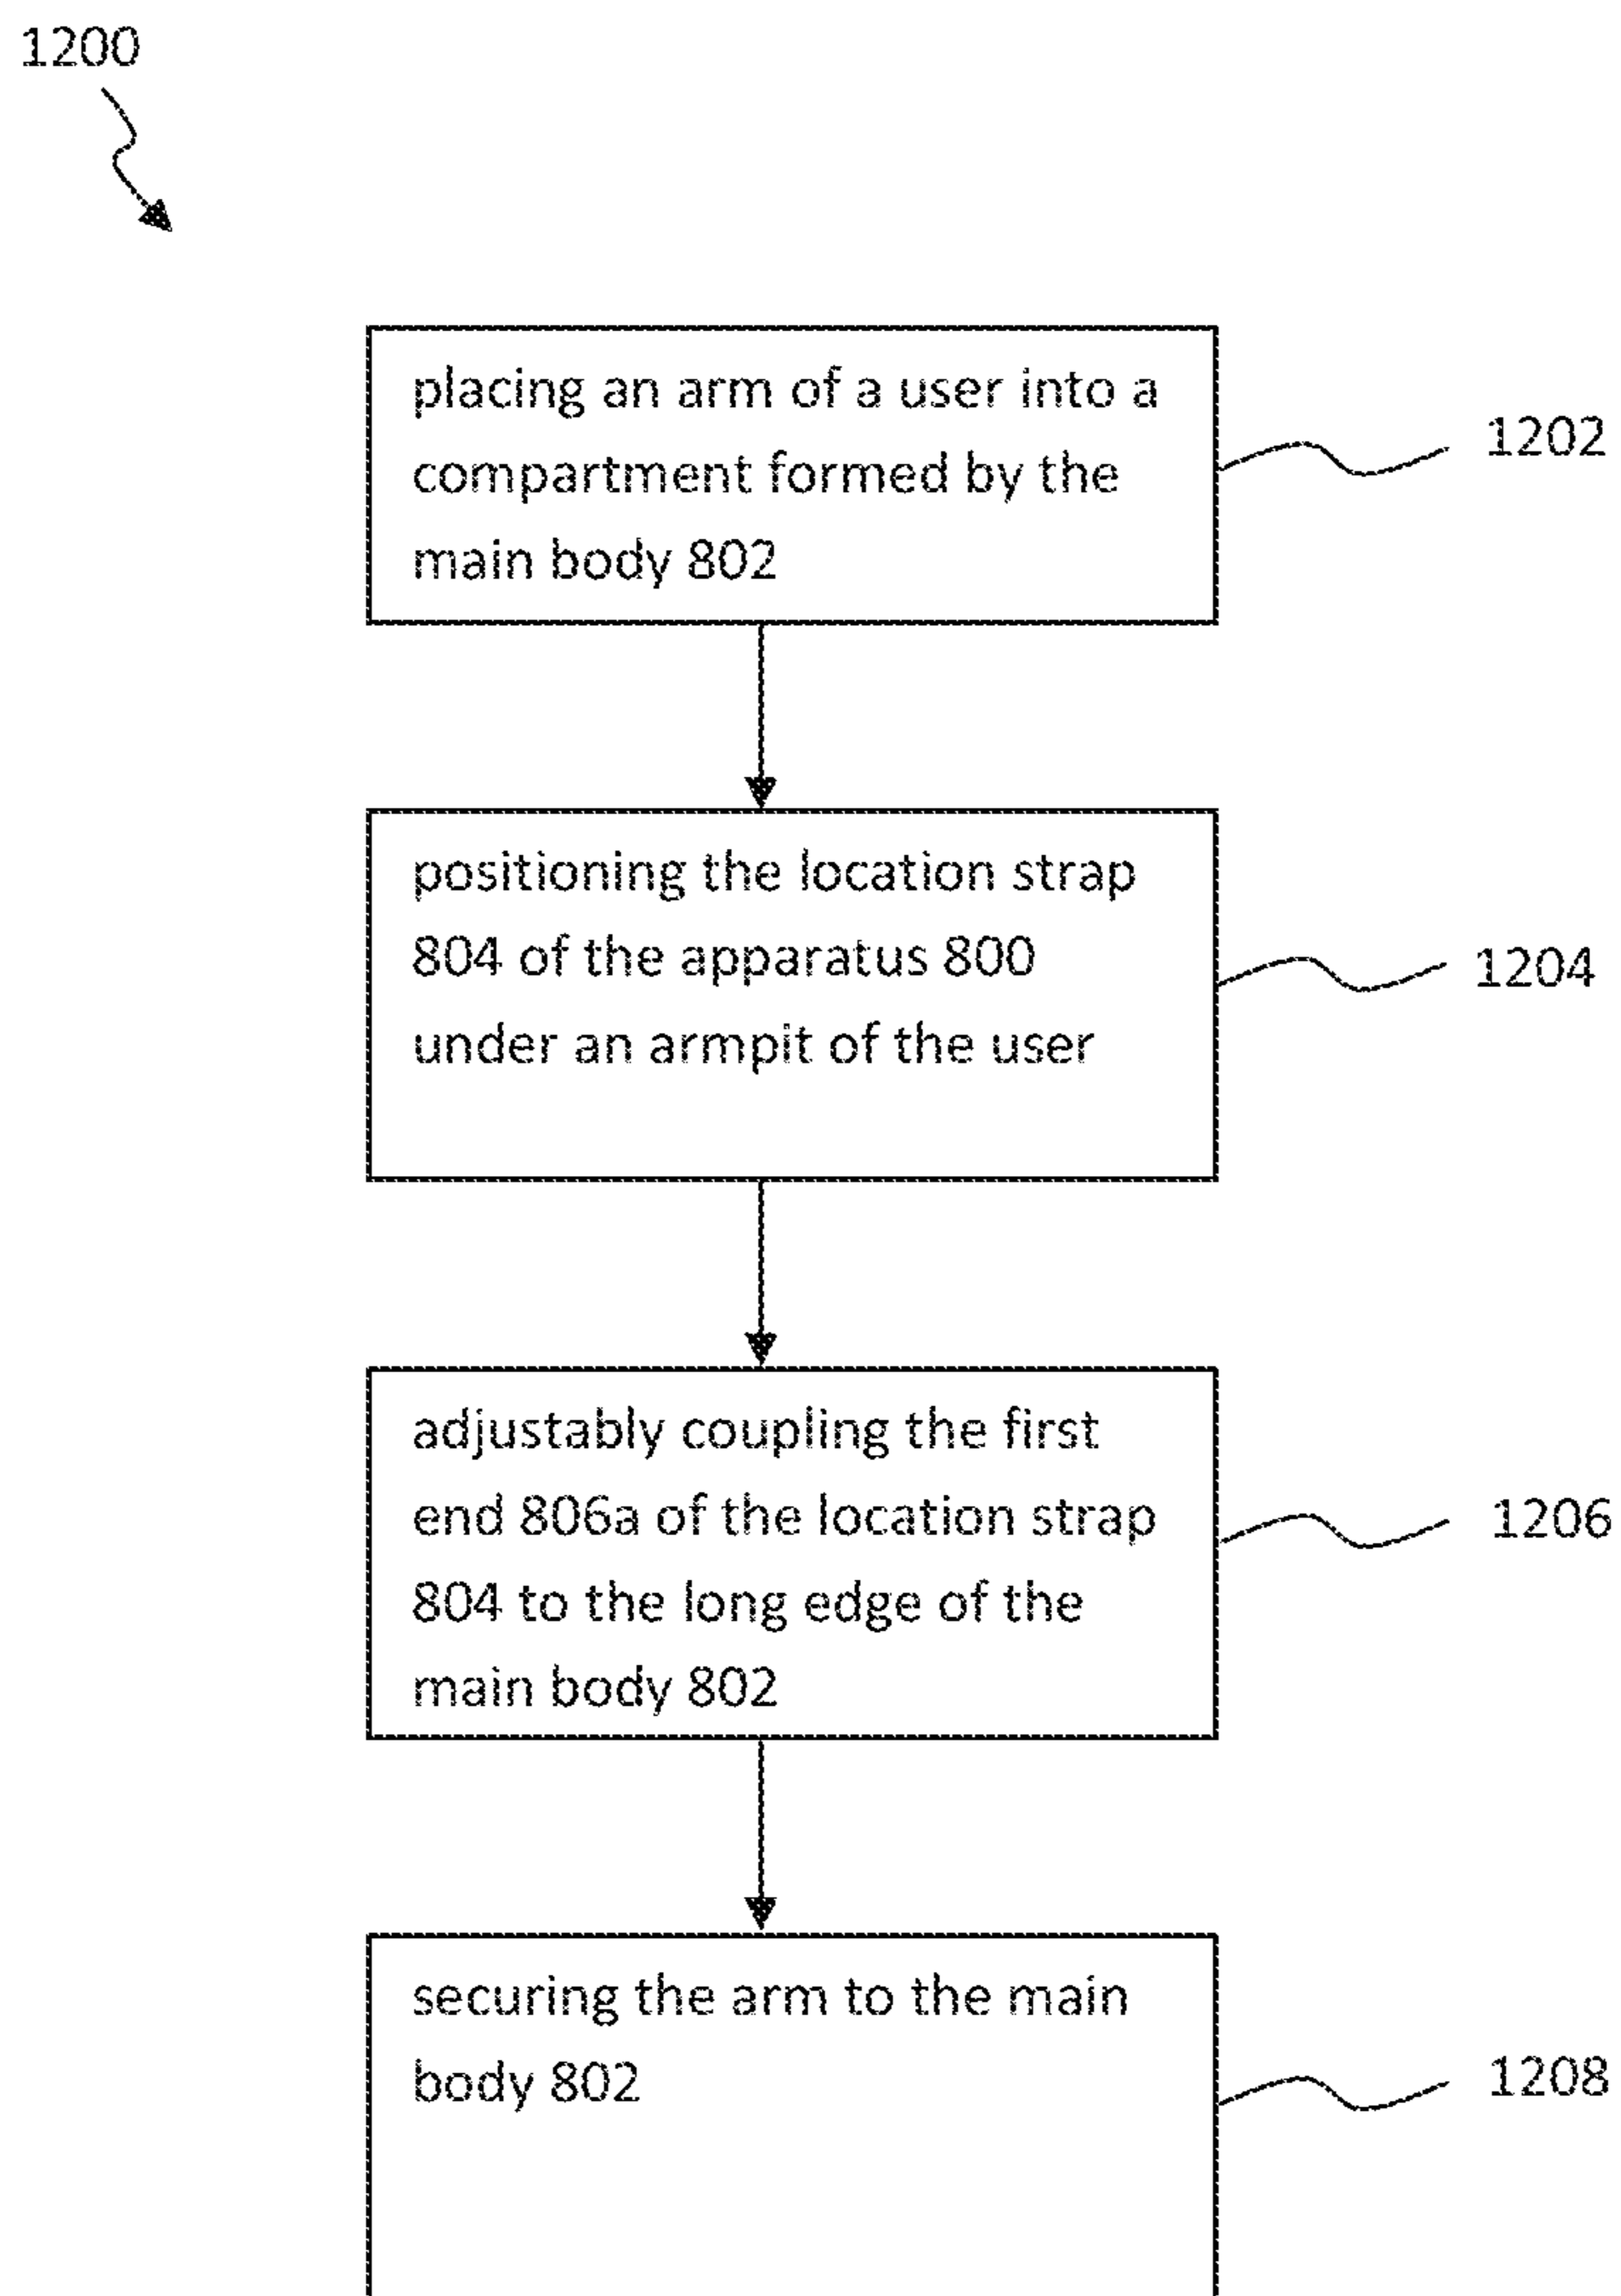 1200
placing an arm of a user into a
compartment formed by the
main body 802
1202
positioning the location strap
804 of the apparatus 800
under an armpit of the user
1204
adjustably coupling the first
end 806a of the location strap
804 to the long edge of the
main body 802
1206
securing the arm to the main
body 802
1208